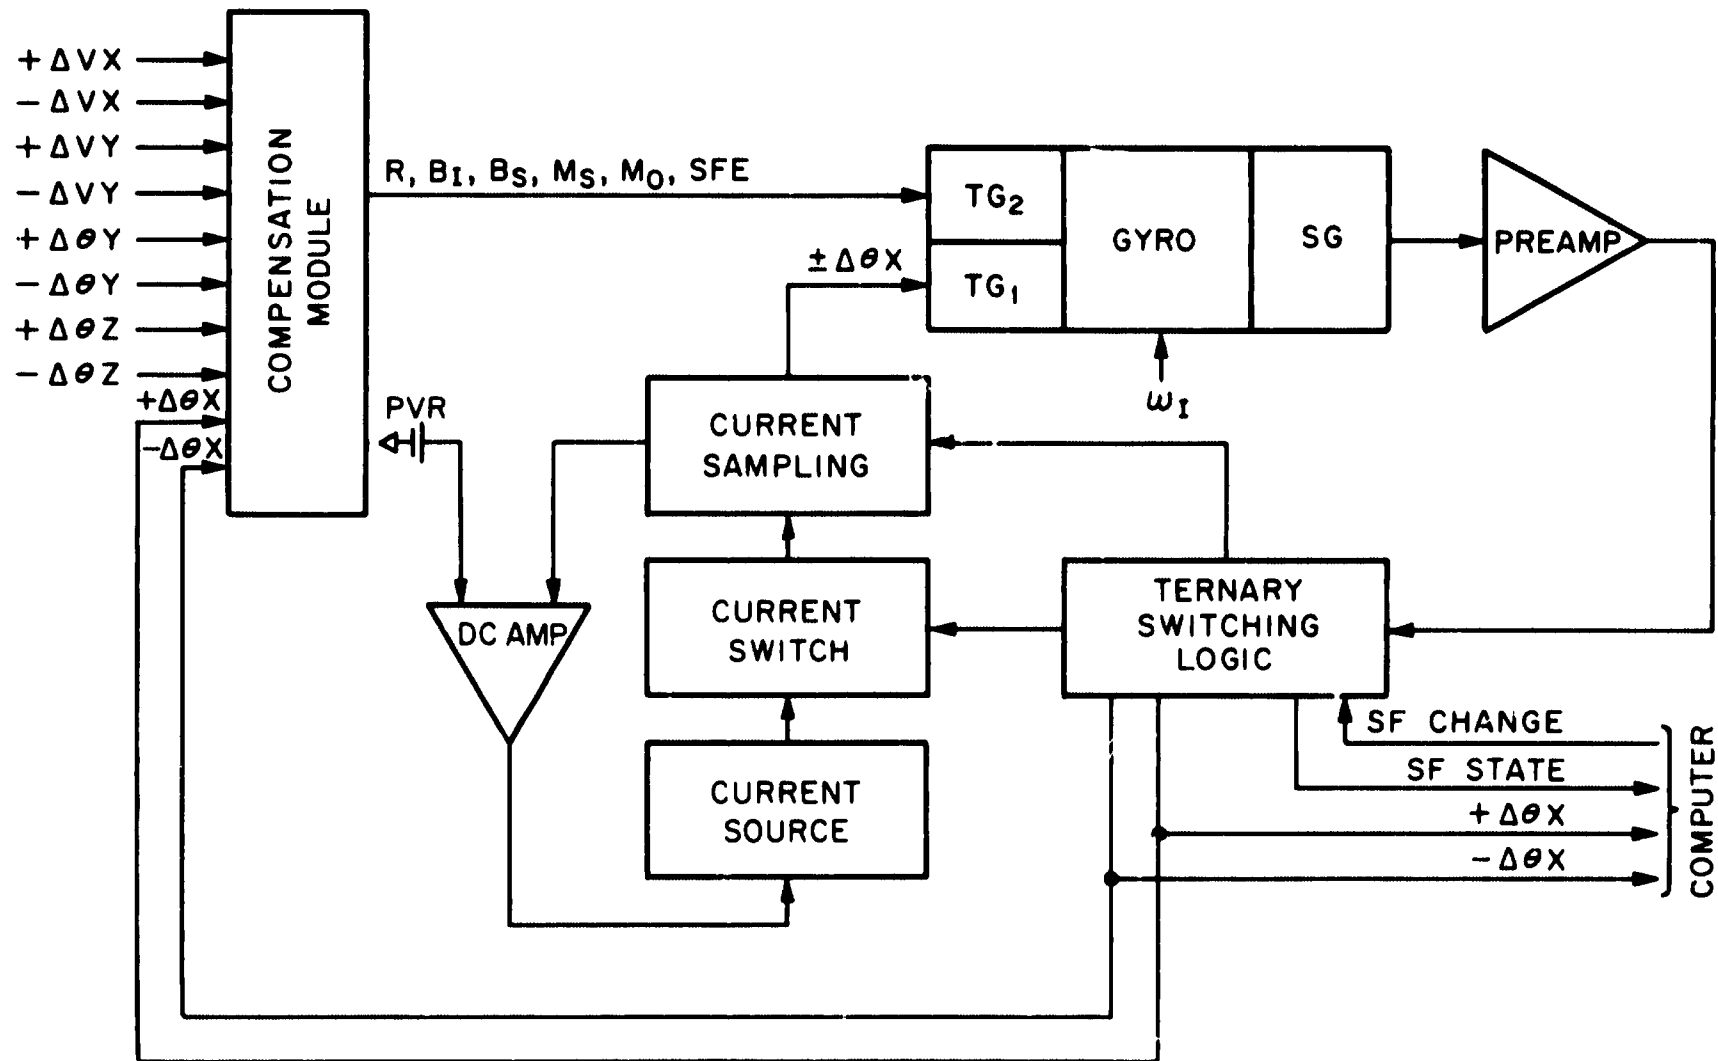 +ΔVX
-ΔVX
+ΔVY
-ΔVY
+ΔθY
-ΔθY
+ΔθZ
-ΔθZ
+ΔθX
-ΔθX
COMPENSATION
MODULE
R, B_I, B_S, M_S, M_O, SFE
PVR
±ΔθX
TG₂
TG₁
GYRO
SG
PREAMP
ω_I
CURRENT
SAMPLING
DC AMP
CURRENT
SWITCH
TERNARY
SWITCHING
LOGIC
CURRENT
SOURCE
SF CHANGE
SF STATE
+ΔθX
-ΔθX
COMPUTER